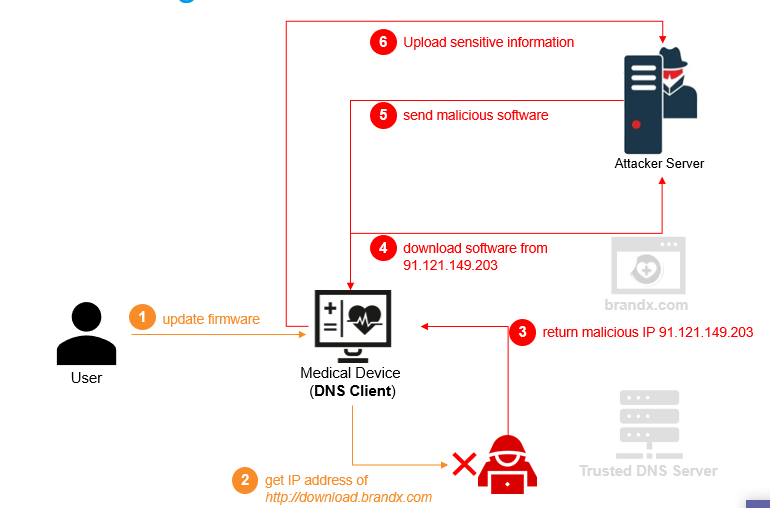 6 Upload sensitive information
5 send malicious software
Attacker Server
4 download software from
91.121.149.203
brandx.com
1 update firmware
3 return malicious IP 91.121.149.203
User
Medical Device
(DNS Client)
Trusted DNS Server
2 get IP address of
http://download.brandx.com